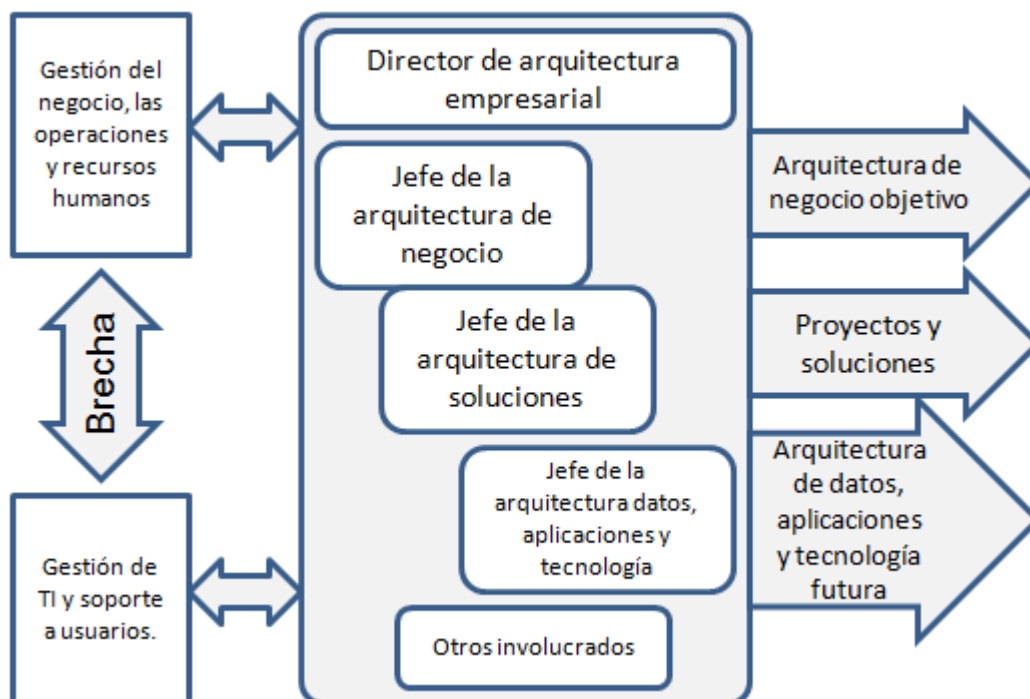 Gestión del
negocio, las
operaciones
y recursos
humanos
Brecha
Gestión de
TI y soporte
a usuarios.
Director de arquitectura
empresarial
Jefe de la
arquitectura de
negocio
Jefe de la
arquitectura de
soluciones
Jefe de la
arquitectura datos,
aplicaciones y
tecnología
Otros involucrados
Arquitectura de
negocio objetivo
Proyectos y
soluciones
Arquitectura
de datos,
aplicaciones
y tecnología
futura